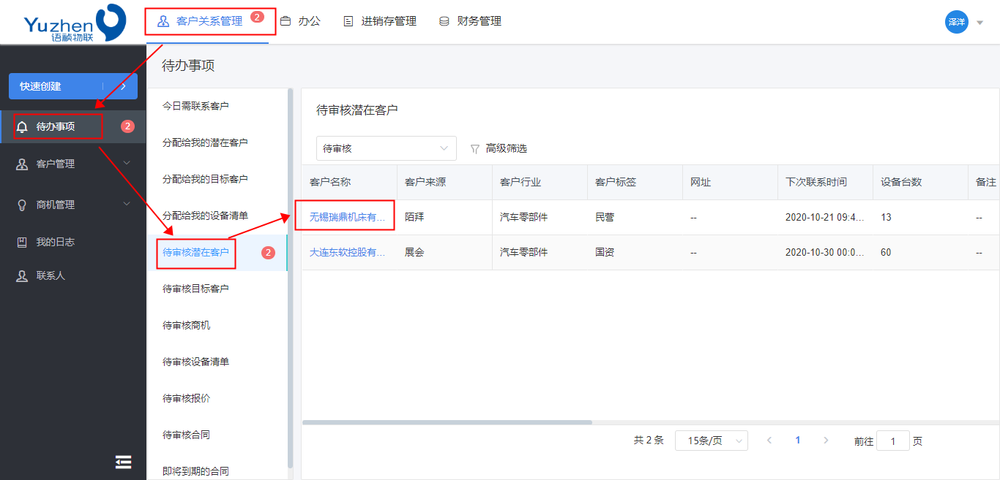 Yuzhen
语祯物联
客户关系管理 2 办公 进销存管理 财务管理 泽洋
快速创建
待办事项 2
客户管理
商机管理
我的日志
联系人
待办事项
今日需联系客户
分配给我的潜在客户
分配给我的目标客户
分配给我的设备清单
待审核潜在客户 2
待审核目标客户
待审核商机
待审核设备清单
待审核报价
待审核合同
即将到期的合同
待审核潜在客户
待审核 高级筛选
客户名称 客户来源 客户行业 客户标签 网址 下次联系时间 设备台数 备注
无锡瑞鼎机床有... 陌拜 汽车零部件 民营 -- 2020-10-21 09:4... 13 --
大连东软控股有... 展会 汽车零部件 国资 -- 2020-10-30 00:0... 60 --
共 2 条 15条/页 1 前往 1 页